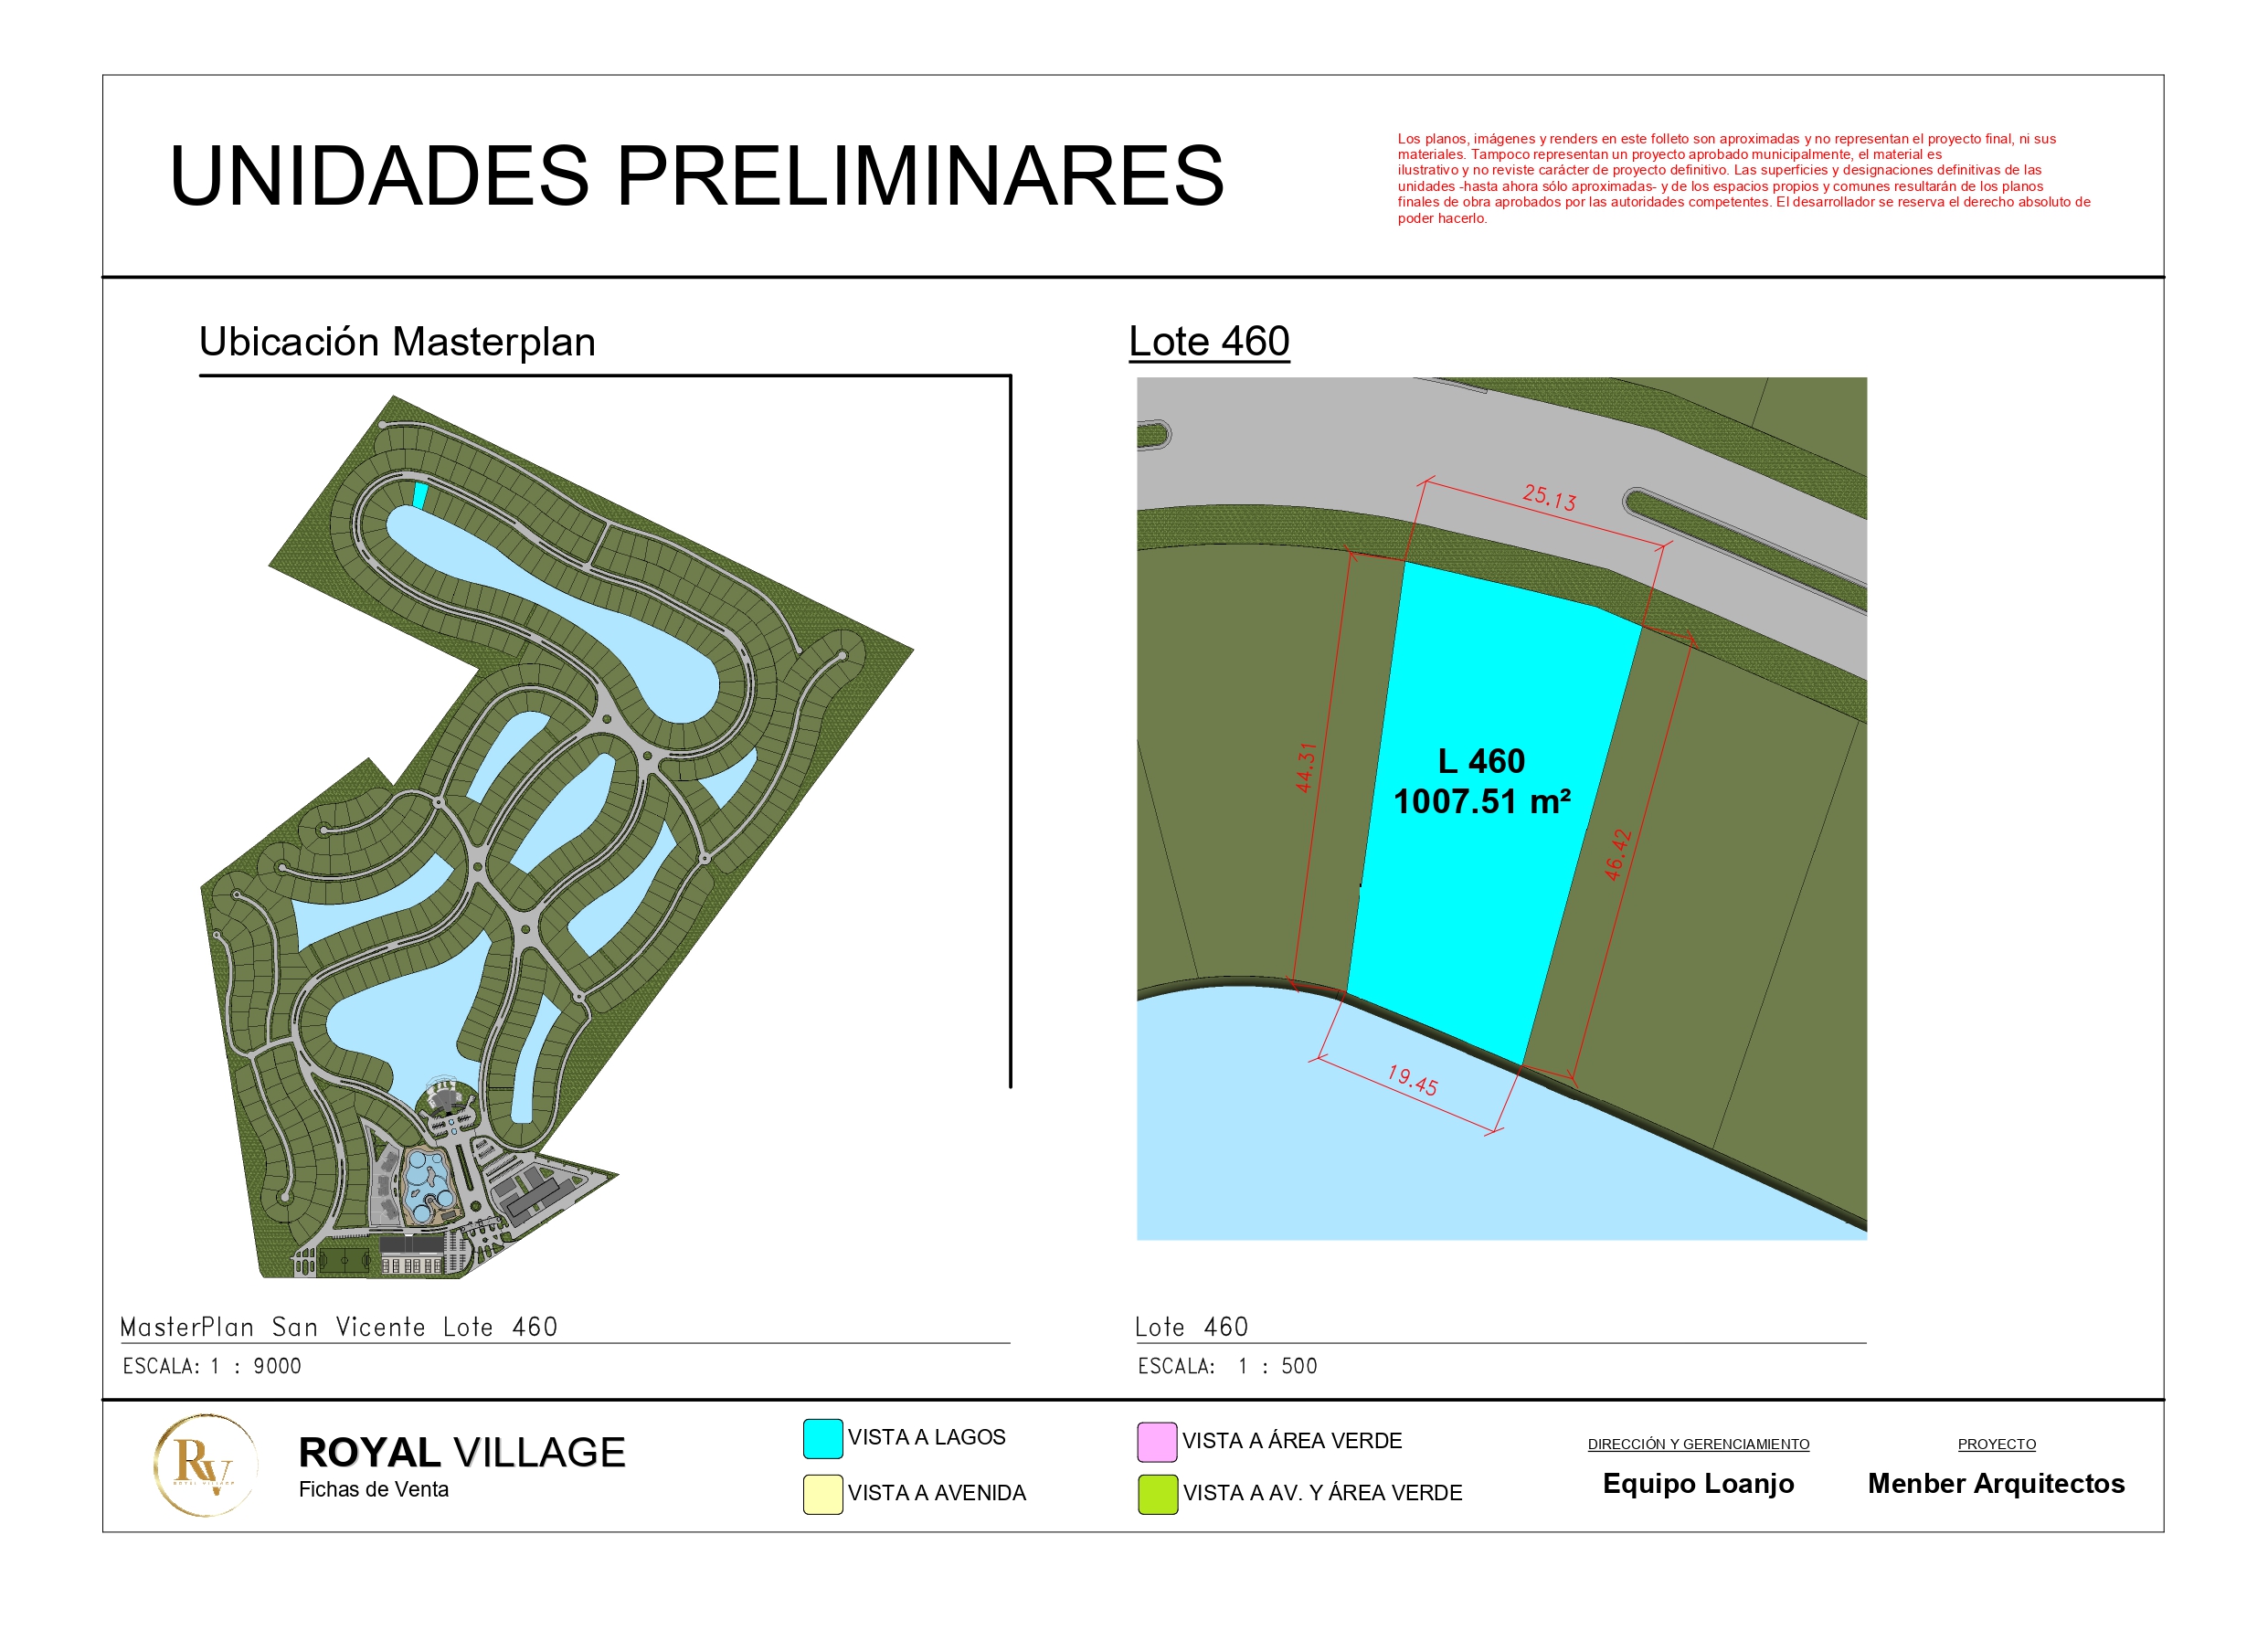 UNIDADES PRELIMINARES
Los planos, imágenes y renders en este folleto son aproximadas y no representan el proyecto final, ni sus
materiales. Tampoco representan un proyecto aprobado municipalmente, el material es
ilustrativo y no reviste carácter de proyecto definitivo. Las superficies y designaciones definitivas de las
unidades -hasta ahora sólo aproximadas- y de los espacios propios y comunes resultarán de los planos
finales de obra aprobados por las autoridades competentes. El desarrollador se reserva el derecho absoluto de
poder hacerlo.
Ubicación Masterplan
Lote 460
25.13
44.31
L 460
1007.51 m²
46.42
19.45
MasterPlan San Vicente Lote 460
ESCALA: 1 : 9000
Lote 460
ESCALA: 1 : 500
RV
ROYAL VILLAGE
ROYAL VILLAGE
Fichas de Venta
VISTA A LAGOS
VISTA A AVENIDA
VISTA A ÁREA VERDE
VISTA A AV. Y ÁREA VERDE
DIRECCIÓN Y GERENCIAMIENTO
Equipo Loanjo
PROYECTO
Menber Arquitectos